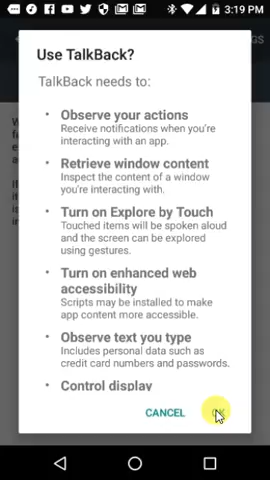 3:19 PM
GS
Use TalkBack?
TalkBack needs to:
• Observe your actions
Receive notifications when you're
interacting with an app.
• Retrieve window content
Inspect the content of a window
you're interacting with.
• Turn on Explore by Touch
Touched items will be spoken aloud
and the screen can be explored
using gestures.
• Turn on enhanced web
accessibility
Scripts may be installed to make
app content more accessible.
• Observe text you type
Includes personal data such as
credit card numbers and passwords.
• Control display
CANCEL OK